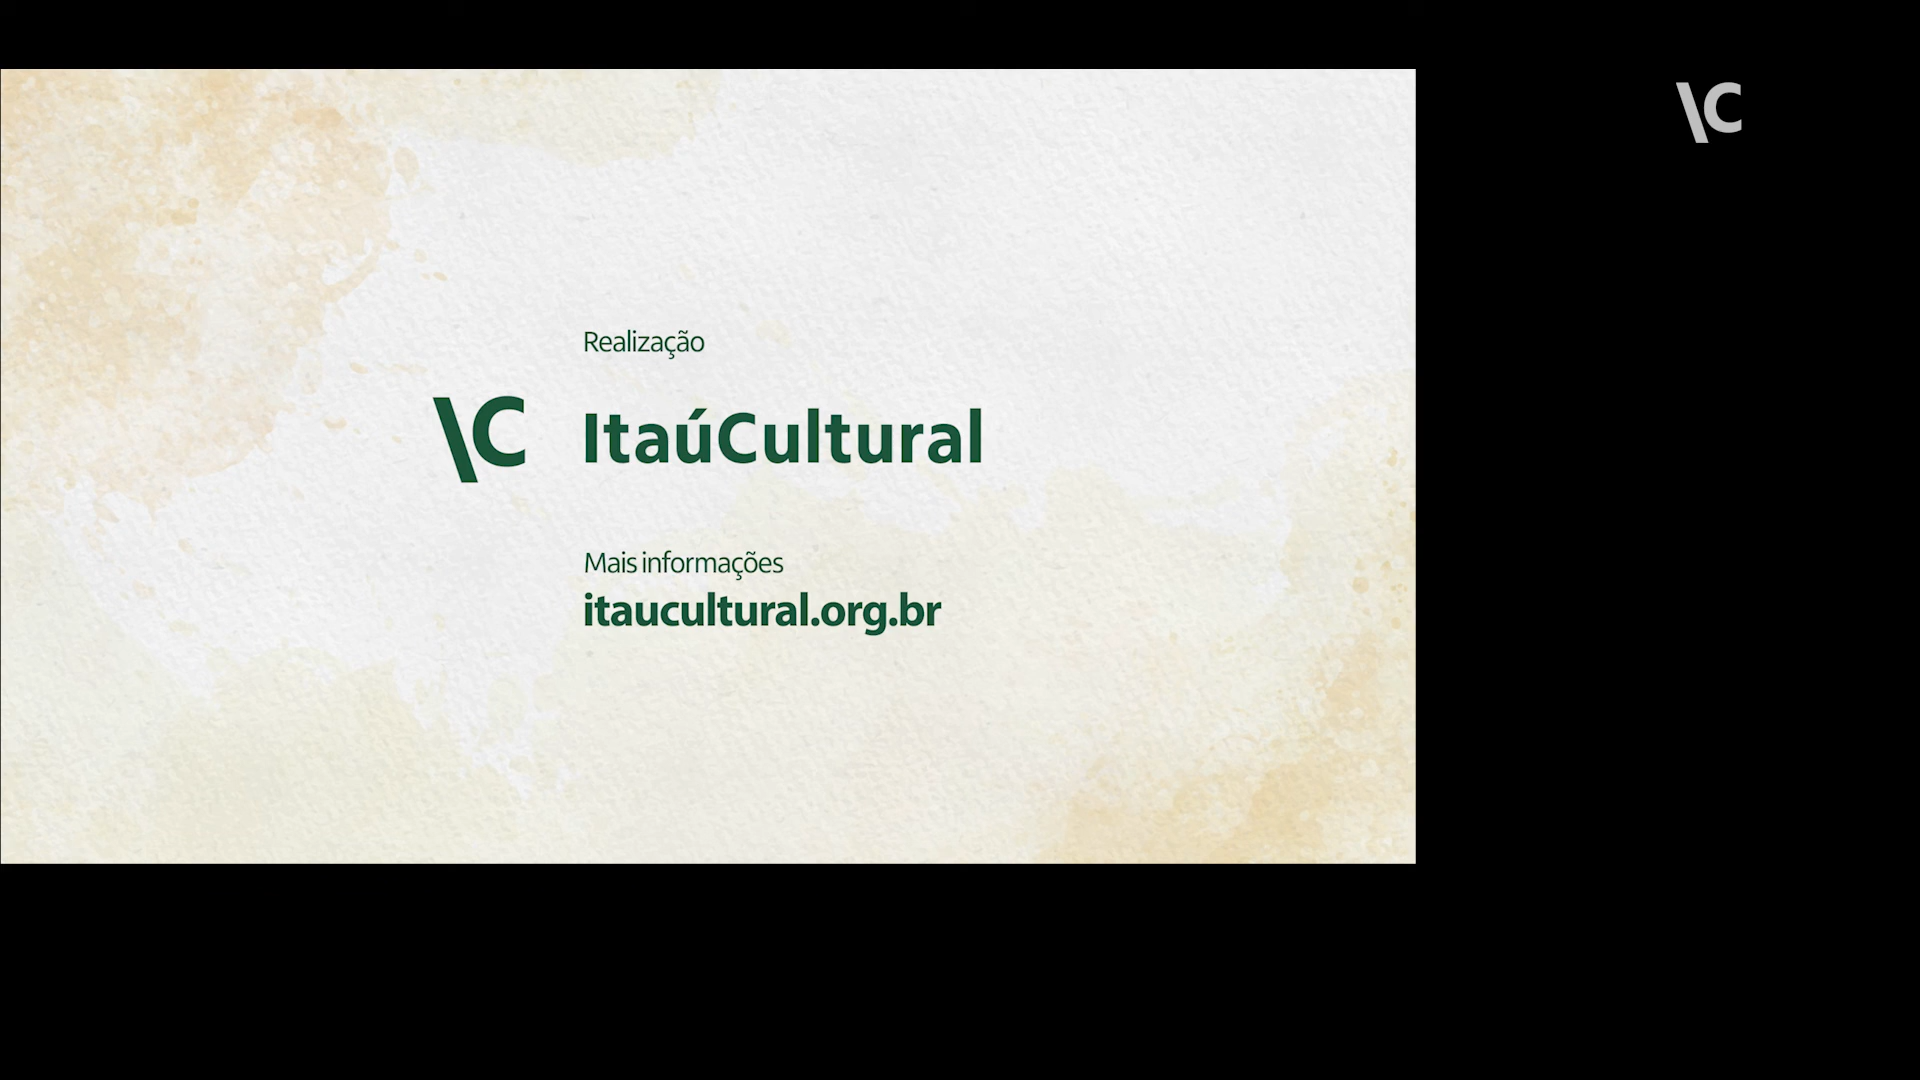 \C
Realização
\C ItaúCultural
Mais informações
itaucultural.org.br